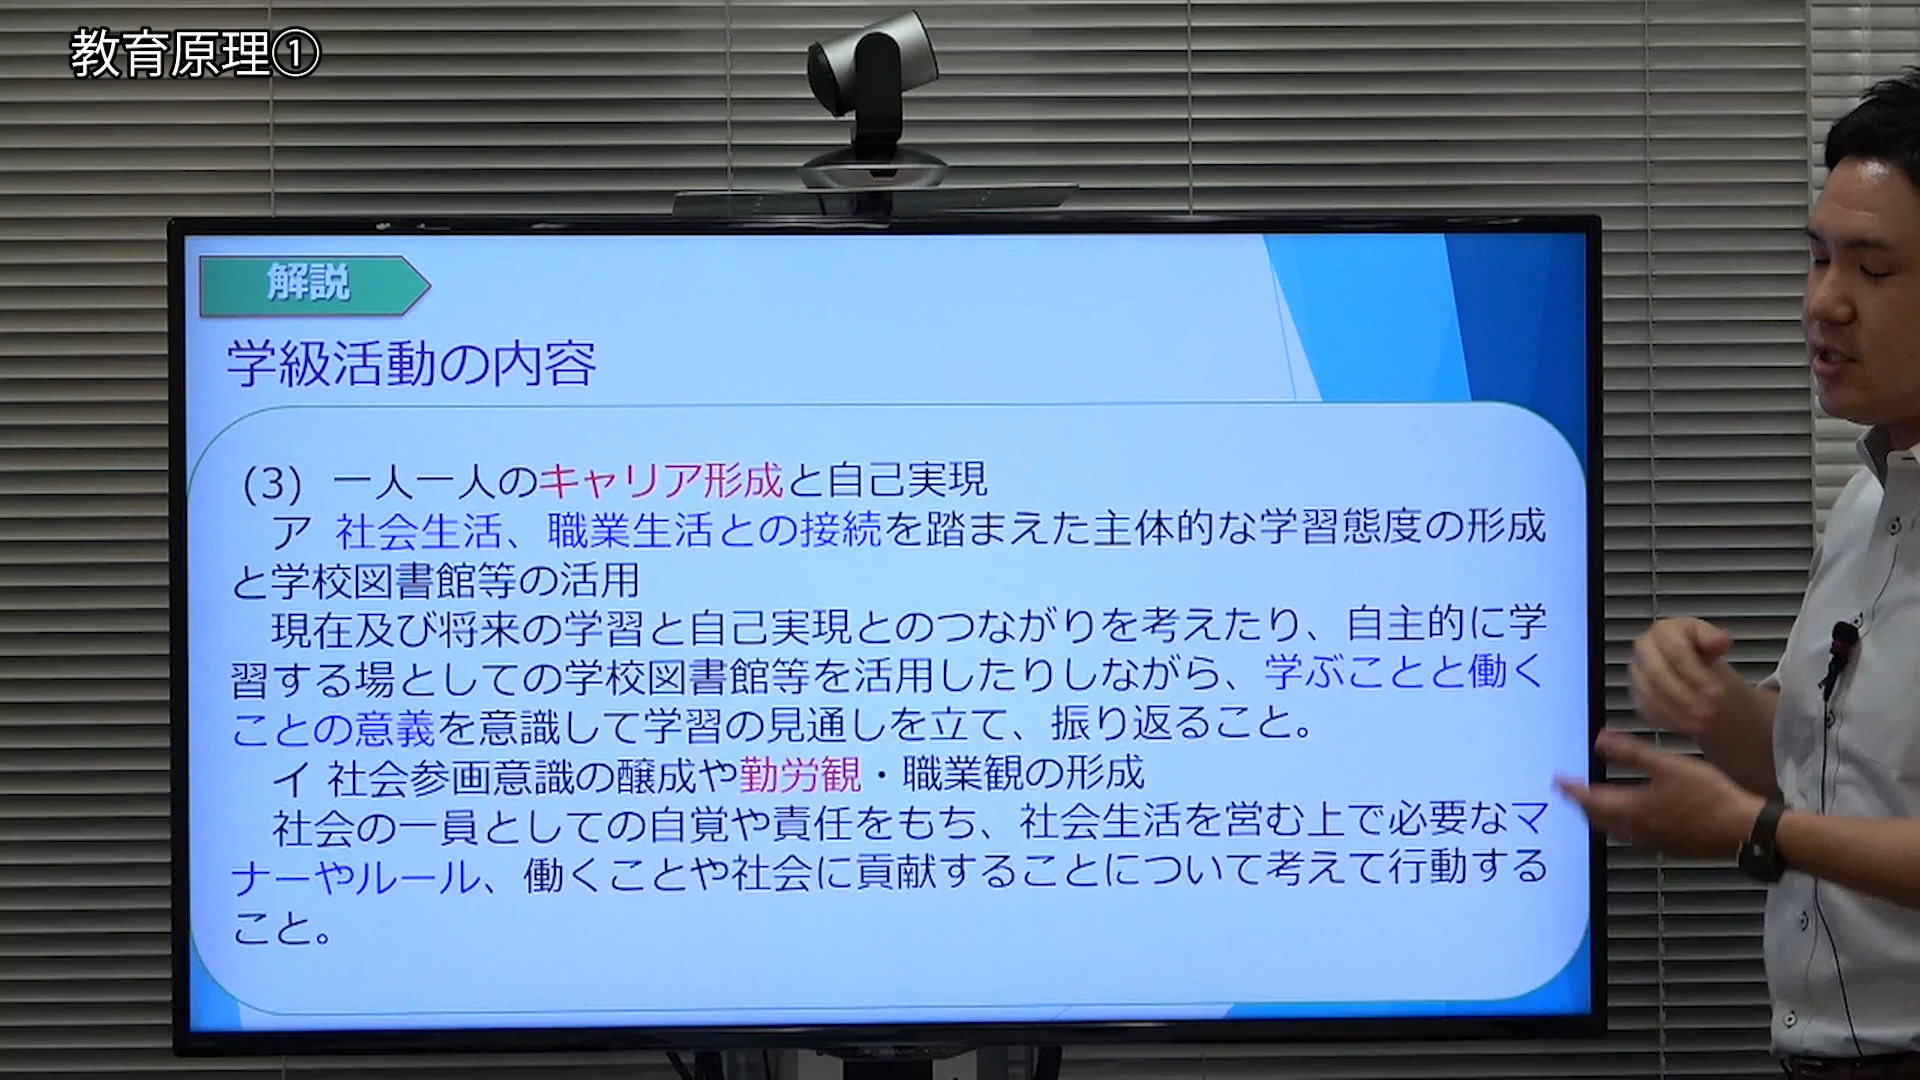 教育原理①
解説
学級活動の内容
(3) 一人一人のキャリア形成と自己実現
ア 社会生活、職業生活との接続を踏まえた主体的な学習態度の形成
と学校図書館等の活用
現在及び将来の学習と自己実現とのつながりを考えたり、自主的に学
習する場としての学校図書館等を活用したりしながら、学ぶことと働く
ことの意義を意識して学習の見通しを立て、振り返ること。
イ 社会参画意識の醸成や勤労観・職業観の形成
社会の一員としての自覚や責任をもち、社会生活を営む上で必要なマ
ナーやルール、働くことや社会に貢献することについて考えて行動する
こと。